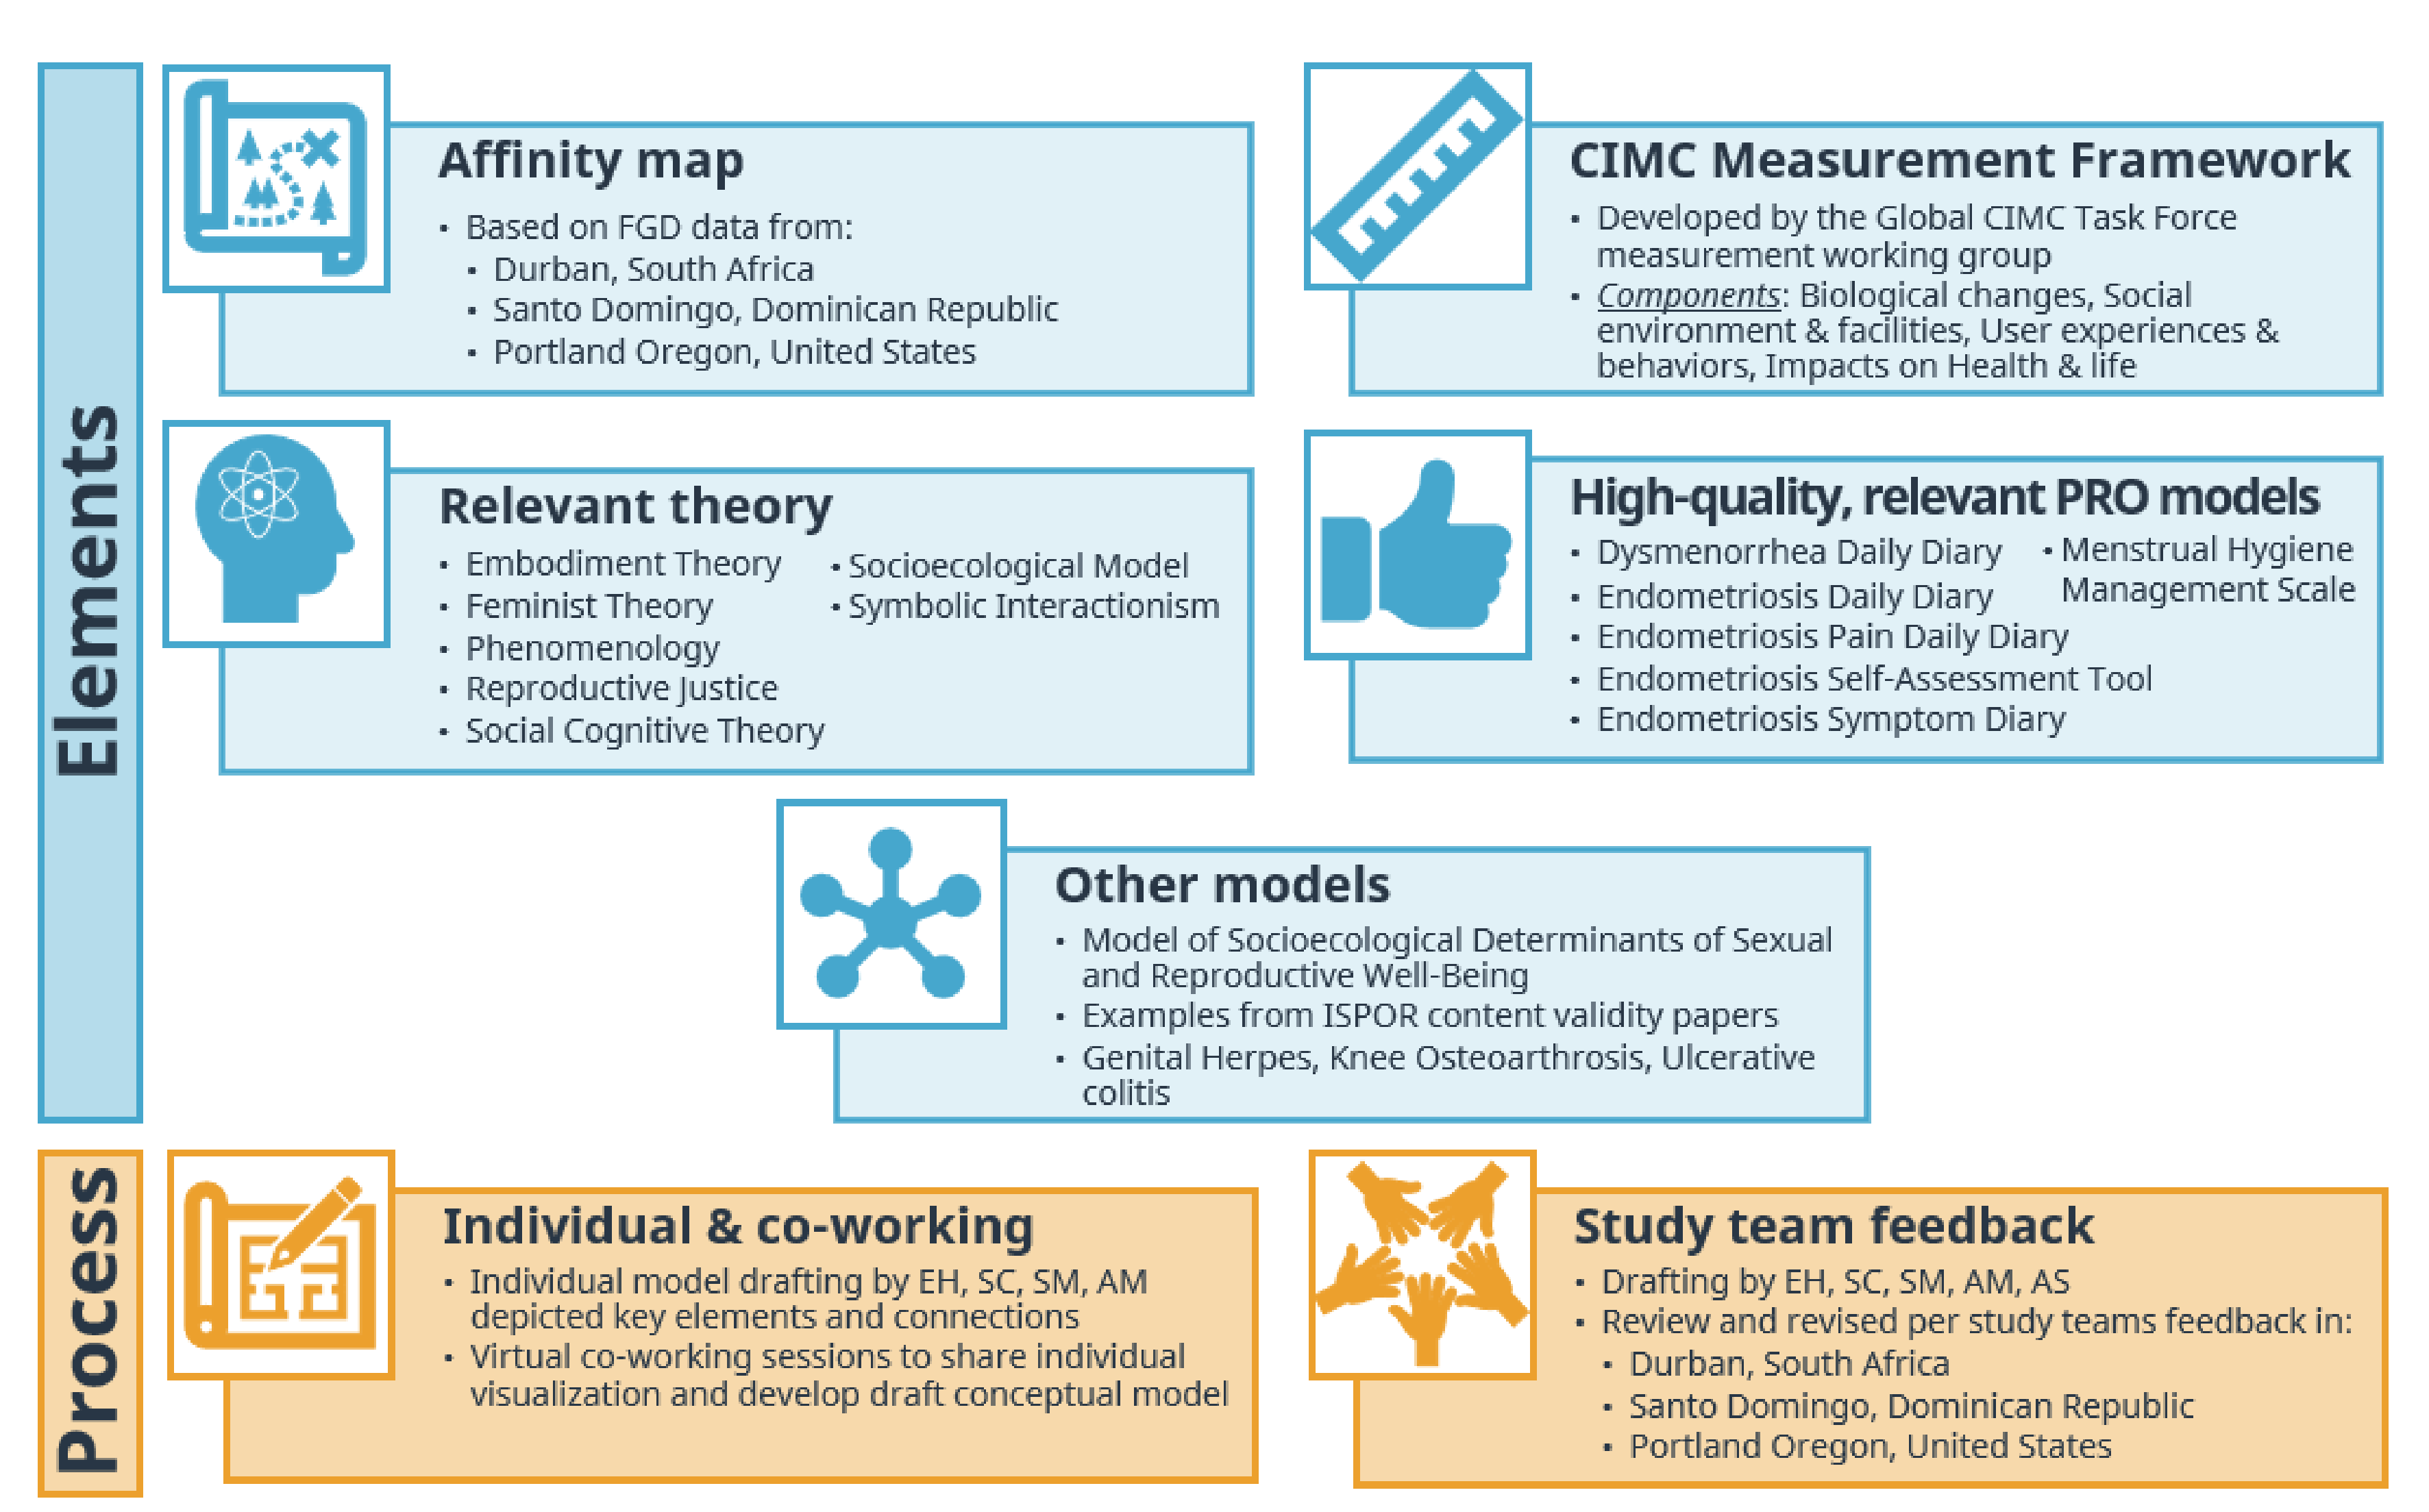 Elements
Affinity map
• Based on FGD data from:
• Durban, South Africa
• Santo Domingo, Dominican Republic
• Portland Oregon, United States
CIMC Measurement Framework
• Developed by the Global CIMC Task Force
measurement working group
• Components: Biological changes, Social
environment & facilities, User experiences &
behaviors, Impacts on Health & life
Relevant theory
• Embodiment Theory
• Feminist Theory
• Phenomenology
• Reproductive Justice
• Social Cognitive Theory
• Socioecological Model
• Symbolic Interactionism
High-quality, relevant PRO models
• Dysmenorrhea Daily Diary
• Endometriosis Daily Diary
• Endometriosis Pain Daily Diary
• Endometriosis Self-Assessment Tool
• Endometriosis Symptom Diary
• Menstrual Hygiene
Management Scale
Other models
• Model of Socioecological Determinants of Sexual
and Reproductive Well-Being
• Examples from ISPOR content validity papers
• Genital Herpes, Knee Osteoarthrosis, Ulcerative
colitis
Process
Individual & co-working
• Individual model drafting by EH, SC, SM, AM
depicted key elements and connections
• Virtual co-working sessions to share individual
visualization and develop draft conceptual model
Study team feedback
• Drafting by EH, SC, SM, AM, AS
• Review and revised per study teams feedback in:
• Durban, South Africa
• Santo Domingo, Dominican Republic
• Portland Oregon, United States